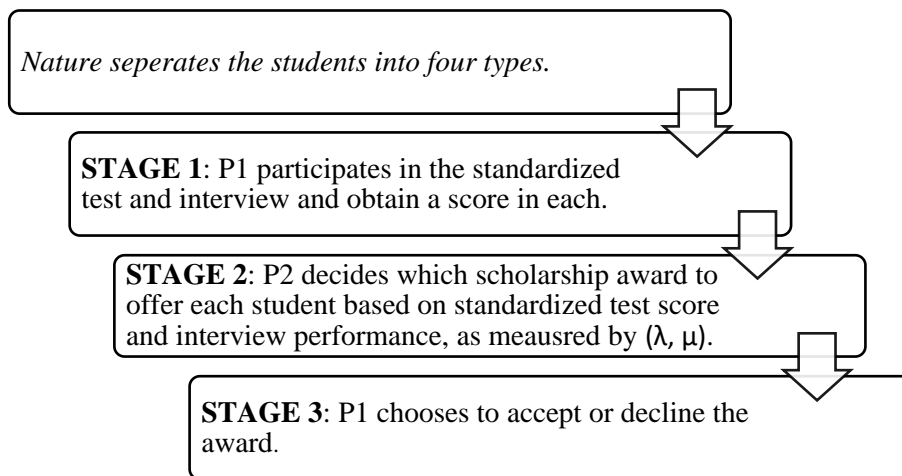 Nature seperates the students into four types.
STAGE 1: P1 participates in the standardized
test and interview and obtain a score in each.
STAGE 2: P2 decides which scholarship award to
offer each student based on standardized test score
and interview performance, as meausred by (λ, μ).
STAGE 3: P1 chooses to accept or decline the
award.